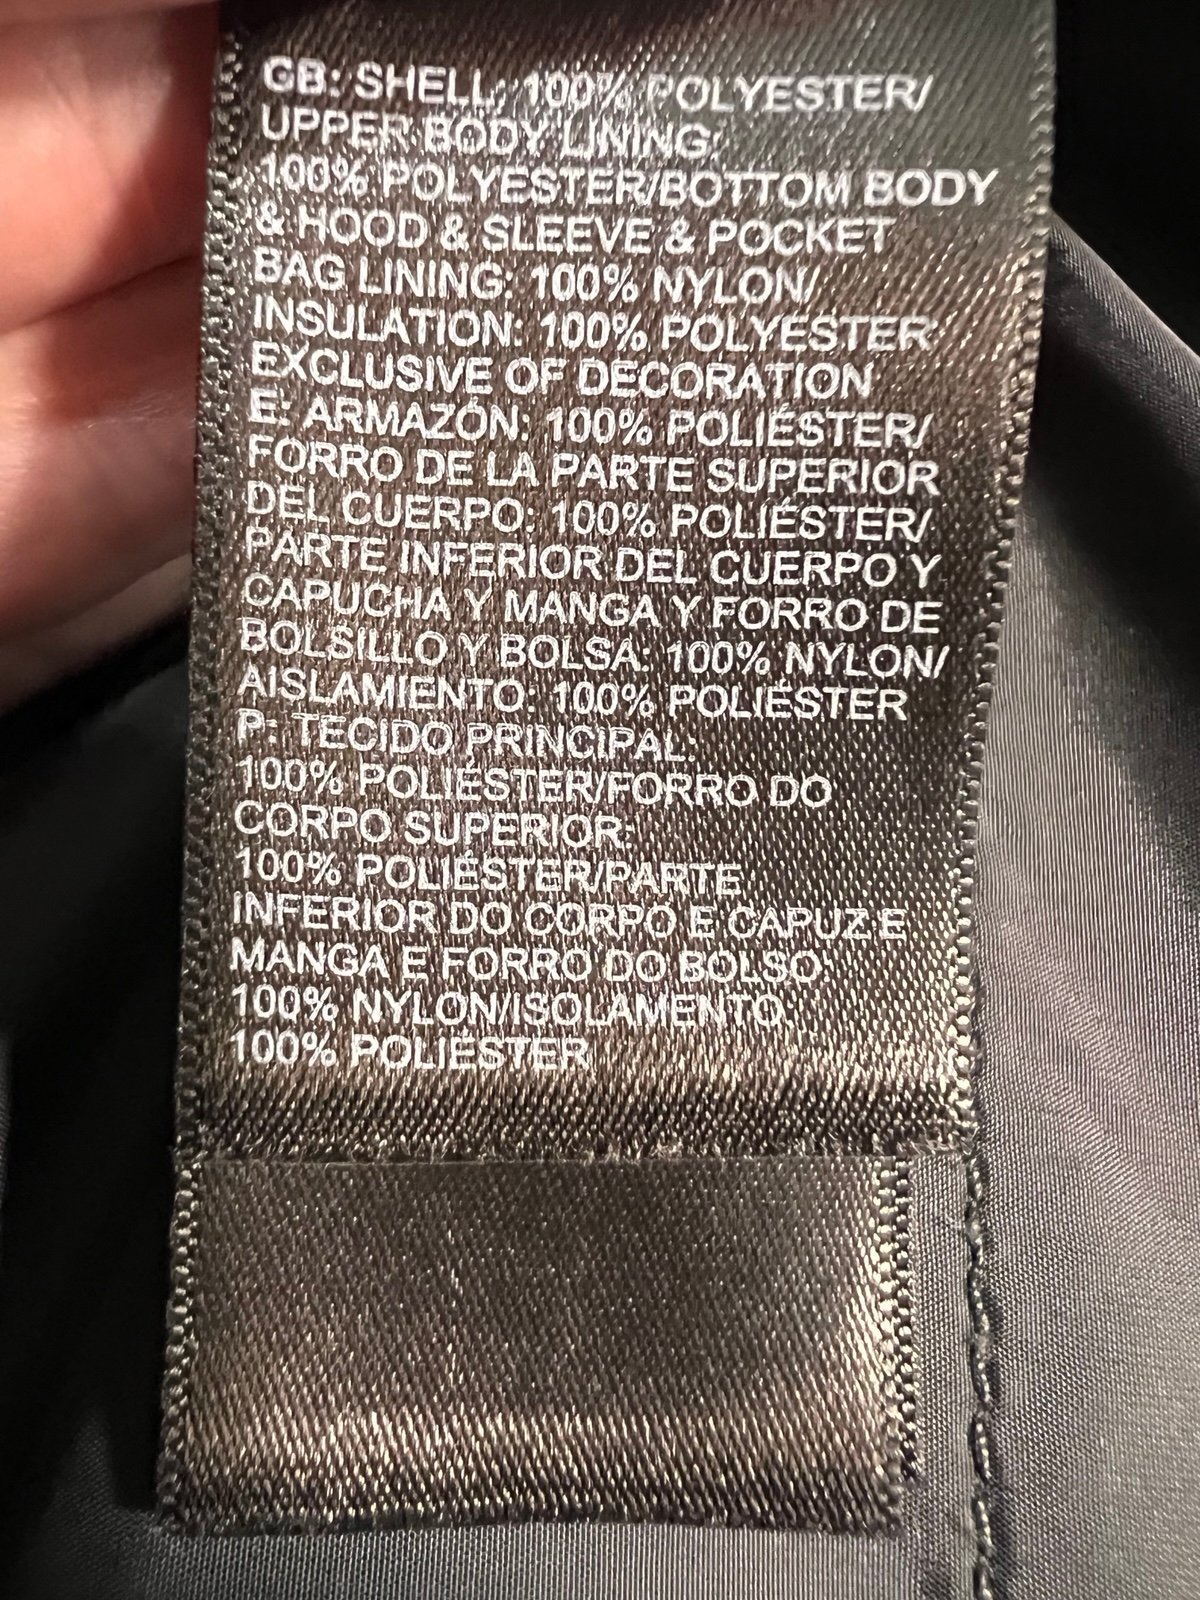 GB: SHELL: 100% POLYESTER/
UPPER BODY LINING:
100% POLYESTER/BOTTOM BODY
& HOOD & SLEEVE & POCKET
BAG LINING: 100% NYLON/
INSULATION: 100% POLYESTER
EXCLUSIVE OF DECORATION
E: ARMAZÓN: 100% POLIÉSTER/
FORRO DE LA PARTE SUPERIOR
DEL CUERPO: 100% POLIÉSTER/
PARTE INFERIOR DEL CUERPO Y
CAPUCHA Y MANGA Y FORRO DE
BOLSILLO Y BOLSA: 100% NYLON/
AISLAMIENTO: 100% POLIÉSTER
P: TECIDO PRINCIPAL:
100% POLIÉSTER/FORRO DO
CORPO SUPERIOR:
100% POLIÉSTER/PARTE
INFERIOR DO CORPO E CAPUZ E
MANGA E FORRO DO BOLSO:
100% NYLON/ISOLAMENTO:
100% POLIÉSTER